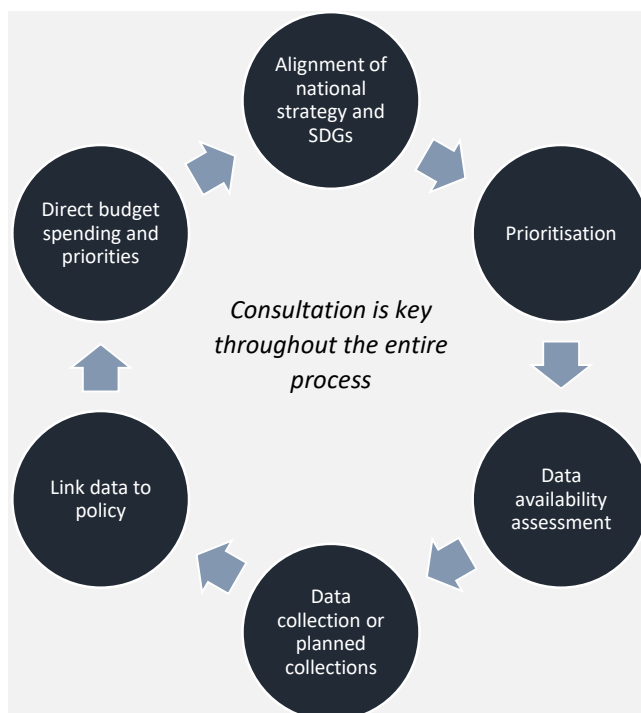 Alignment of
national
strategy and
SDGs
Prioritisation
Data
availability
assessment
Data
collection or
planned
collections
Link data to
policy
Direct budget
spending and
priorities
Consultation is key
throughout the entire
process